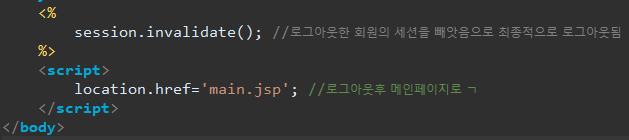 <%
session.invalidate(); //로그아웃한 회원의 세션을 빼앗음으로 최종적으로 로그아웃됨
%>
<script>
location.href='main.jsp'; //로그아웃후 메인페이지로 ㄱ
</script>
</body>